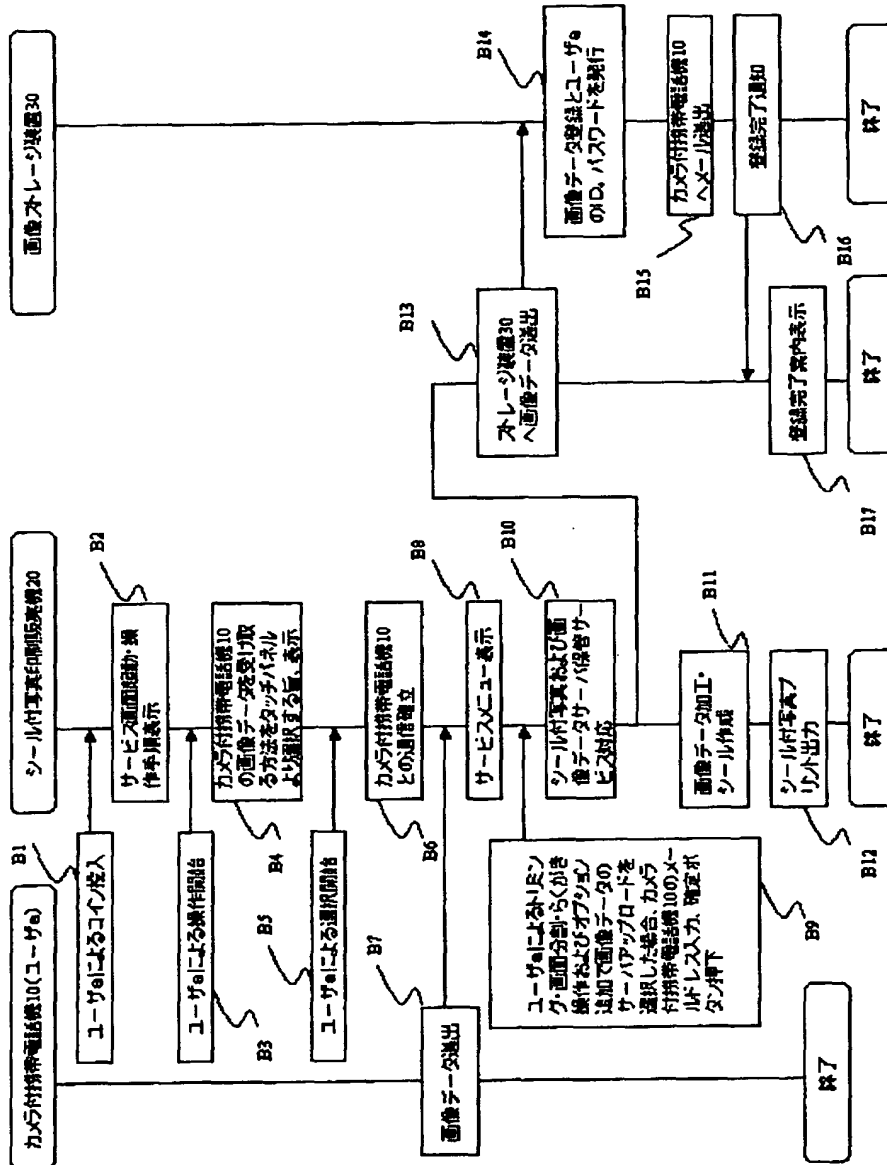 カメラ付携帯電話機10(ユーザa)
シール付写真印刷販売機20
画像ストレージ装置30
B1
ユーザaによるコイン投入
B2
サービス画面起動・操
作手順表示
B3
ユーザaによる操作開始
B4
カメラ付携帯電話機10
の画像データを受け取
る方法をタッチパネル
より選択する旨、表示
B5
ユーザaによる選択開始
B6
カメラ付携帯電話機10
との通信確立
B7
画像データ送出
B8
サービスメニュー表示
B9
ユーザaによるトリミン
グ・画面分割・らくがき
操作およびオプション
追加で画像データの
サーバアップロードを
選択した場合、カメラ
付携帯電話機10のメー
ルアドレス入力、確定ボ
タン押下
B10
シール付写真および画
像データサーバ保管サー
ビス対応
B11
画像データ加工・
シール作成
B12
シール付写真プ
リント出力
B13
ストレージ装置30
へ画像データ送出
B14
画像データ登録とユーザa
のID、パスワードを発行
B15
カメラ付携帯電話機10
へメール送出
B16
登録完了通知
B17
登録完了案内表示
終了
終了
終了
終了